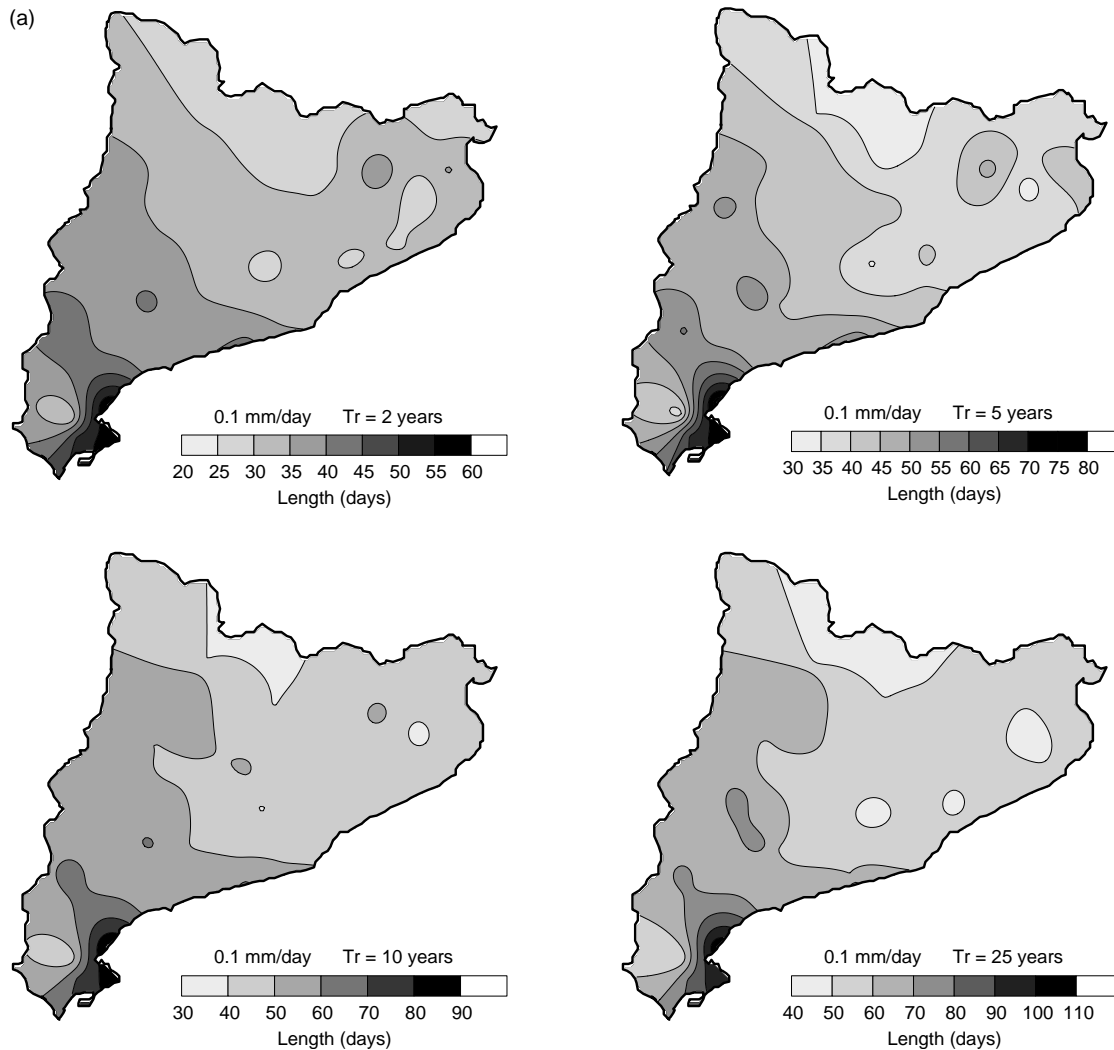 (a)
0.1 mm/day Tr = 2 years
20 25 30 35 40 45 50 55 60
Length (days)
0.1 mm/day Tr = 5 years
30 35 40 45 50 55 60 65 70 75 80
Length (days)
0.1 mm/day Tr = 10 years
30 40 50 60 70 80 90
Length (days)
0.1 mm/day Tr = 25 years
40 50 60 70 80 90 100 110
Length (days)